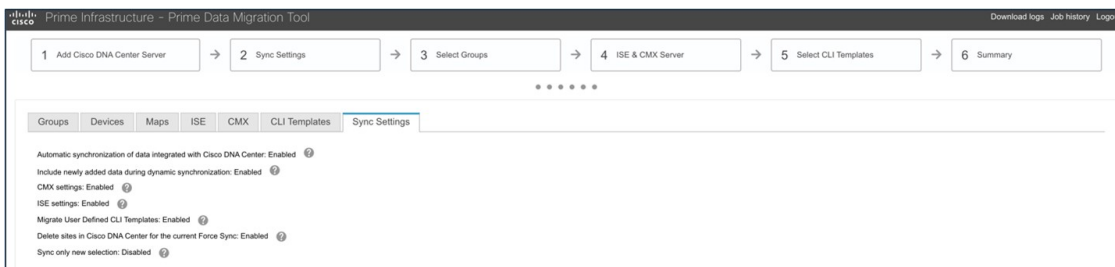 cisco Prime Infrastructure - Prime Data Migration Tool
Download logs Job history Logo
1 Add Cisco DNA Center Server
2 Sync Settings
3 Select Groups
4 ISE & CMX Server
5 Select CLI Templates
6 Summary
Groups Devices Maps ISE CMX CLI Templates Sync Settings
Automatic synchronization of data integrated with Cisco DNA Center: Enabled ?
Include newly added data during dynamic synchronization: Enabled ?
CMX settings: Enabled ?
ISE settings: Enabled ?
Migrate User Defined CLI Templates: Enabled ?
Delete sites in Cisco DNA Center for the current Force Sync: Enabled ?
Sync only new selection: Disabled ?